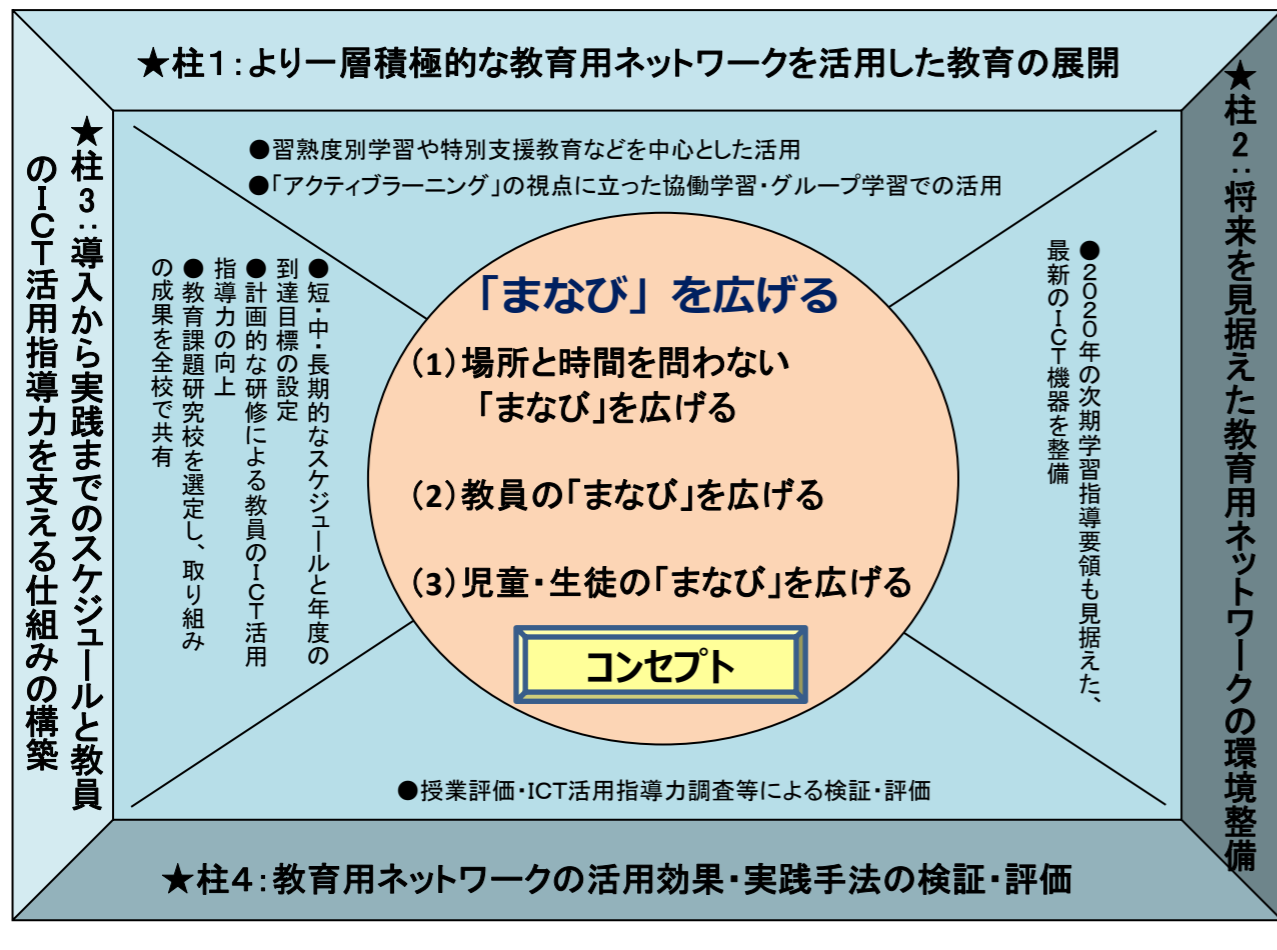 ★柱１：より一層積極的な教育用ネットワークを活用した教育の展開
●習熟度別学習や特別支援教育などを中心とした活用
●「アクティブラーニング」の視点に立った協働学習・グループ学習での活用
★柱２：将来を見据えた教育用ネットワークの環境整備
●２０２０年の次期学習指導要領も見据えた、
最新のＩＣＴ機器を整備
★柱３：導入から実践までのスケジュールと教員
のＩＣＴ活用指導力を支える仕組みの構築
●短・中・長期的なスケジュールと年度の
到達目標の設定
●計画的な研修による教員のＩＣＴ活用
指導力の向上
●教育課題研究校を選定し、取り組み
の成果を全校で共有
「まなび」を広げる
（1）場所と時間を問わない
「まなび」を広げる
（2）教員の「まなび」を広げる
（3）児童・生徒の「まなび」を広げる
コンセプト
●授業評価・ICT活用指導力調査等による検証・評価
★柱４：教育用ネットワークの活用効果・実践手法の検証・評価